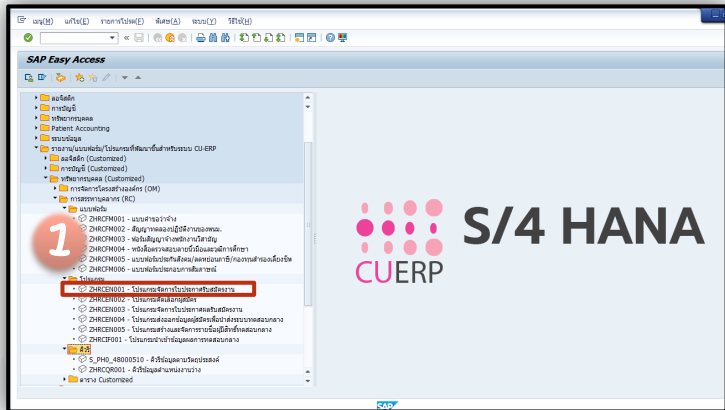 เมนู(M) แก้ไข(E) รายการโปรด(F) พิเศษ(A) ระบบ(Y) วิธีใช้(H)
SAP Easy Access
ลอจิสติก
การบัญชี
ทรัพยากรบุคคล
Patient Accounting
ระบบข้อมูล
รายงาน/แบบฟอร์ม/โปรแกรมที่พัฒนาขึ้นสำหรับระบบ CU-ERP
ลอจิสติก (Customized)
การบัญชี (Customized)
ทรัพยากรบุคคล (Customized)
การจัดการโครงสร้างองค์กร (OM)
การสรรหาบุคลากร (RC)
แบบฟอร์ม
ZHRCFM001 - แบบคำขอว่าจ้าง
ZHRCFM002 - สัญญาทดลองปฏิบัติงานของพนม.
ZHRCFM003 - ฟอร์มสัญญาจ้างพนักงานวิสามัญ
ZHRCFM004 - หนังสือตรวจสอบลายนิ้วมือและวุฒิการศึกษา
ZHRCFM005 - แบบฟอร์มประกันสังคม/ลดหย่อนภาษี/กองทุนสำรองเลี้ยงชีพ
ZHRCFM006 - แบบฟอร์มประกอบการสัมภาษณ์
โปรแกรม
ZHRCEN001 - โปรแกรมจัดการใบประกาศรับสมัครงาน
ZHRCEN002 - โปรแกรมคัดเลือกผู้สมัคร
ZHRCEN003 - โปรแกรมจัดการใบประกาศผลรับสมัครงาน
ZHRCEN004 - โปรแกรมส่งออกข้อมูลผู้สมัครเพื่อนำส่งระบบทดสอบกลาง
ZHRCEN005 - โปรแกรมสร้างและจัดการรายชื่อผู้มีสิทธิ์ทดสอบกลาง
ZHRCIF001 - โปรแกรมนำเข้าข้อมูลผลการทดสอบกลาง
คิวรี
S_PH0_48000510 - คิวรีข้อมูลตามวัตถุประสงค์
ZHRCQR001 - คิวรีข้อมูลตำแหน่งงานว่าง
ตาราง Customized
1
CUERP
S/4 HANA
SAP